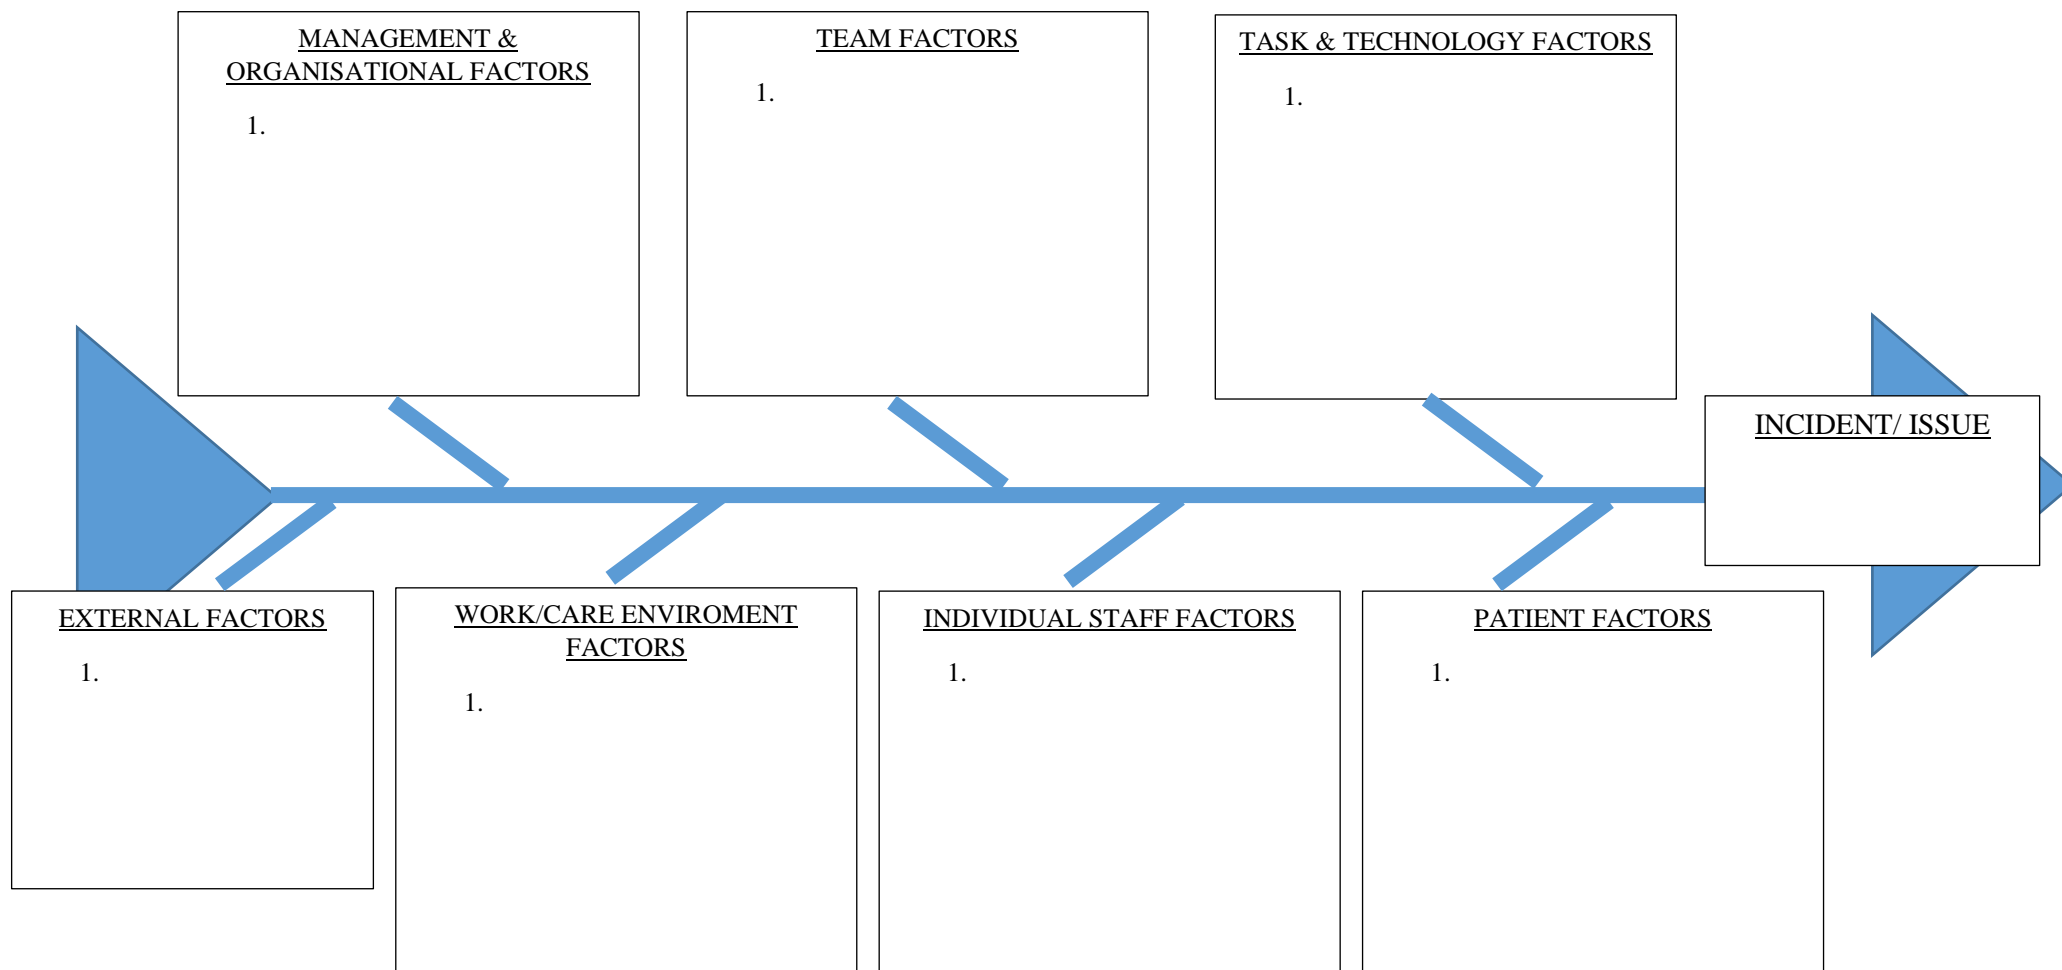 MANAGEMENT &
ORGANISATIONAL FACTORS
1.
TEAM FACTORS
1.
TASK & TECHNOLOGY FACTORS
1.
INCIDENT/ ISSUE
EXTERNAL FACTORS
1.
WORK/CARE ENVIROMENT
FACTORS
1.
INDIVIDUAL STAFF FACTORS
1.
PATIENT FACTORS
1.